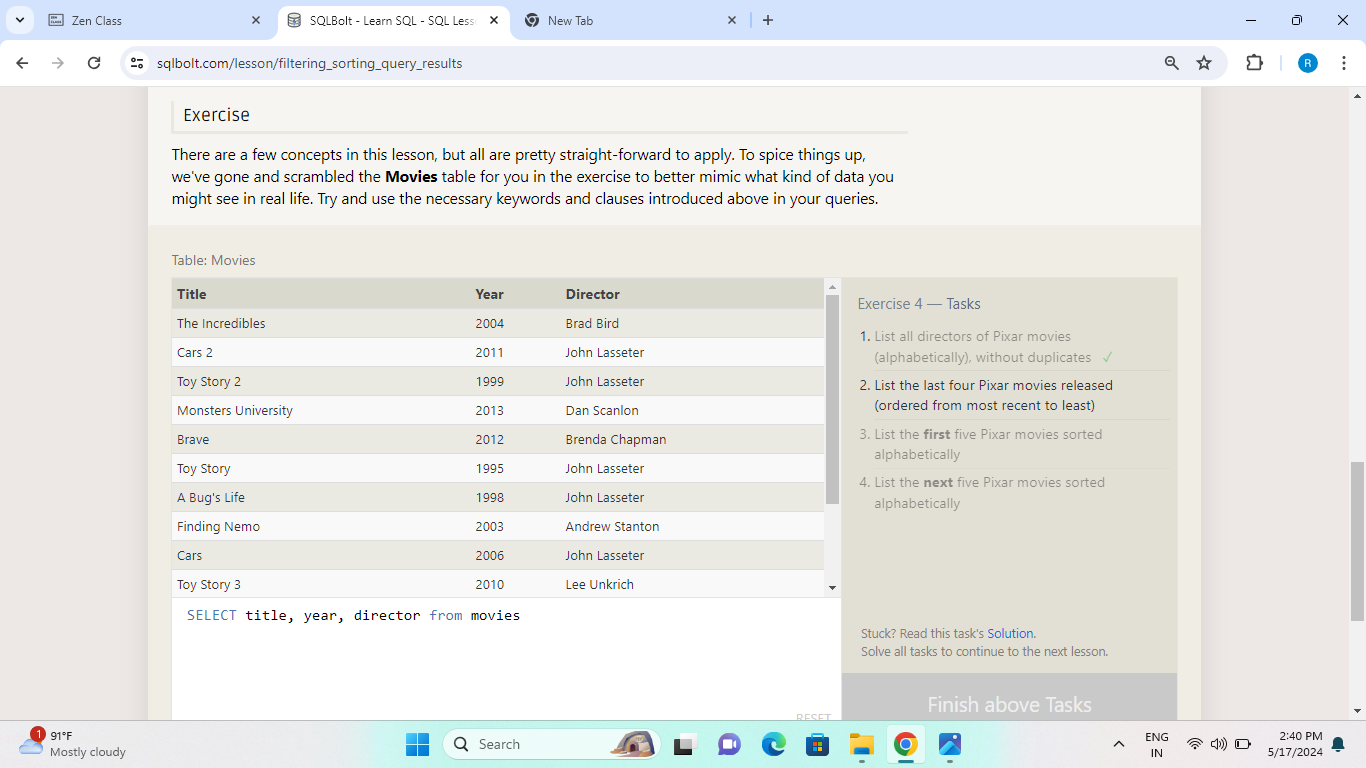 Zen Class
SQLBolt - Learn SQL - SQL Less
New Tab
sqlbolt.com/lesson/filtering_sorting_query_results
R
Exercise
There are a few concepts in this lesson, but all are pretty straight-forward to apply. To spice things up,
we've gone and scrambled the Movies table for you in the exercise to better mimic what kind of data you
might see in real life. Try and use the necessary keywords and clauses introduced above in your queries.
Table: Movies
Title Year Director
The Incredibles 2004 Brad Bird
Cars 2 2011 John Lasseter
Toy Story 2 1999 John Lasseter
Monsters University 2013 Dan Scanlon
Brave 2012 Brenda Chapman
Toy Story 1995 John Lasseter
A Bug's Life 1998 John Lasseter
Finding Nemo 2003 Andrew Stanton
Cars 2006 John Lasseter
Toy Story 3 2010 Lee Unkrich
SELECT title, year, director from movies
RESET
Exercise 4 — Tasks
1. List all directors of Pixar movies
(alphabetically), without duplicates ✓
2. List the last four Pixar movies released
(ordered from most recent to least)
3. List the first five Pixar movies sorted
alphabetically
4. List the next five Pixar movies sorted
alphabetically
Stuck? Read this task's Solution.
Solve all tasks to continue to the next lesson.
Finish above Tasks
1
91°F
Mostly cloudy
Search
ENG
IN
2:40 PM
5/17/2024